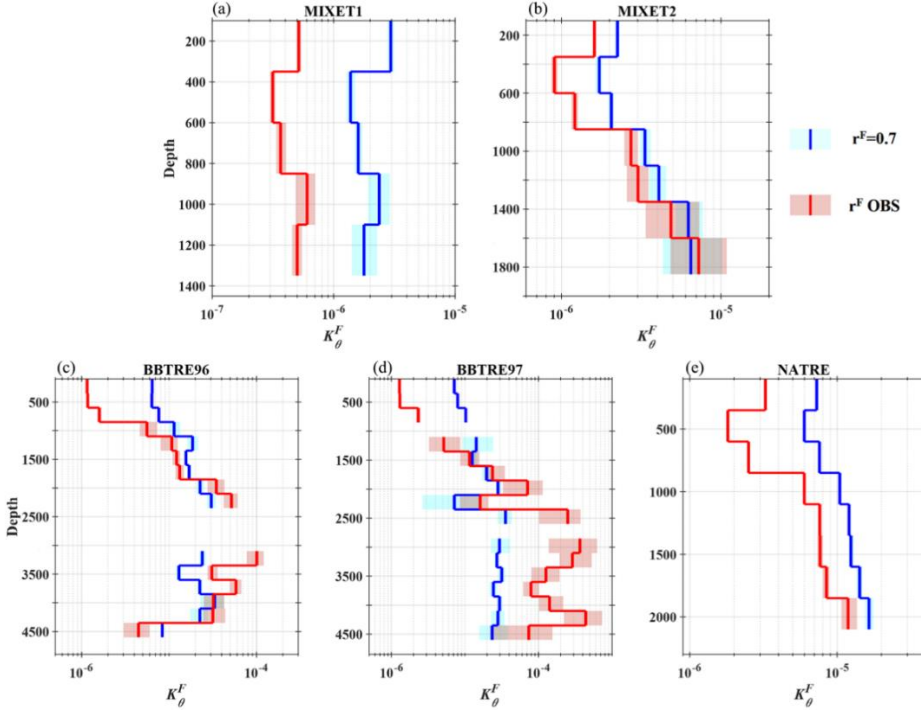 (a) MIXET1
200
400
600
800
1000
1200
1400
Depth
10^-7 10^-6 10^-5
K_θ^F
(b) MIXET2
200
600
1000
1400
1800
10^-6 10^-5
K_θ^F
r^F=0.7
r^F OBS
(c) BBTRE96
500
1500
2500
3500
4500
Depth
10^-6 10^-4
K_θ^F
(d) BBTRE97
500
1500
2500
3500
4500
10^-6 10^-4
K_θ^F
(e) NATRE
500
1000
1500
2000
10^-6 10^-5
K_θ^F